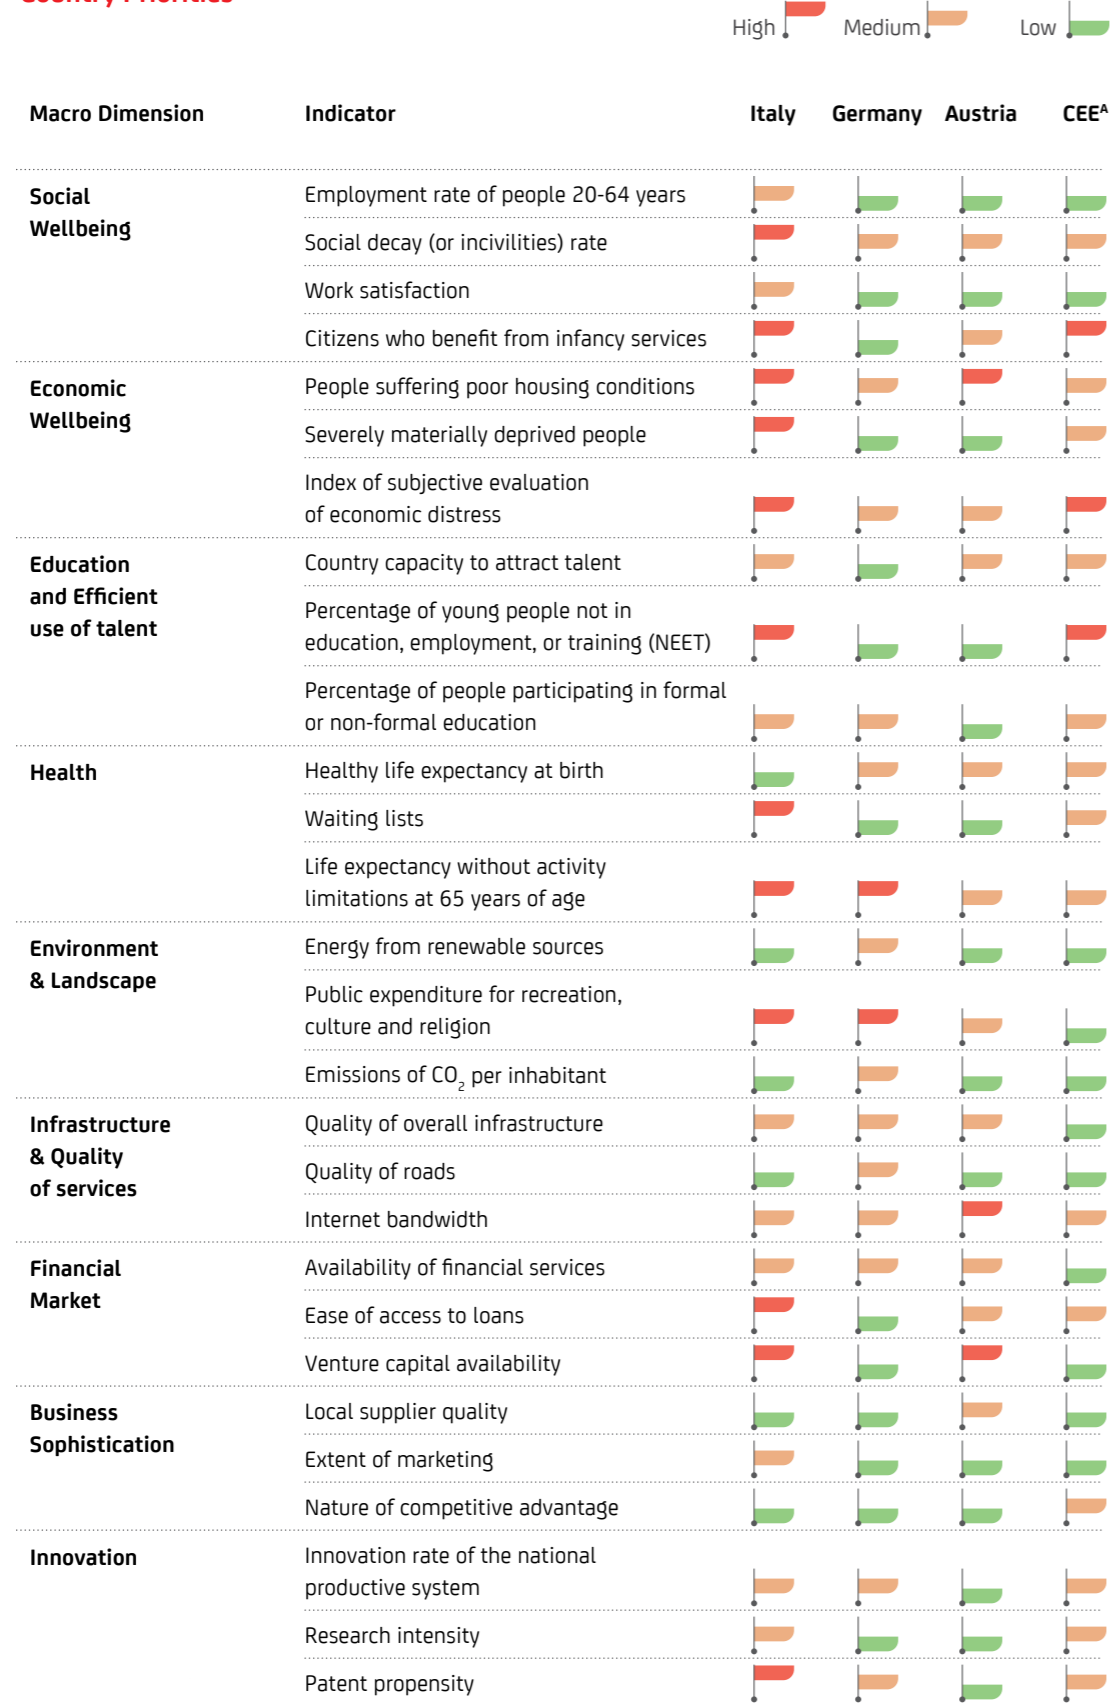 Country Priorities
High Medium Low
Macro Dimension Indicator Italy Germany Austria CEEA
Social
Wellbeing
Employment rate of people 20-64 years
Social decay (or incivilities) rate
Work satisfaction
Citizens who benefit from infancy services
Economic
Wellbeing
People suffering poor housing conditions
Severely materially deprived people
Index of subjective evaluation
of economic distress
Education
and Efficient
use of talent
Country capacity to attract talent
Percentage of young people not in
education, employment, or training (NEET)
Percentage of people participating in formal
or non-formal education
Health
Healthy life expectancy at birth
Waiting lists
Life expectancy without activity
limitations at 65 years of age
Environment
& Landscape
Energy from renewable sources
Public expenditure for recreation,
culture and religion
Emissions of CO2 per inhabitant
Infrastructure
& Quality
of services
Quality of overall infrastructure
Quality of roads
Internet bandwidth
Financial
Market
Availability of financial services
Ease of access to loans
Venture capital availability
Business
Sophistication
Local supplier quality
Extent of marketing
Nature of competitive advantage
Innovation
Innovation rate of the national
productive system
Research intensity
Patent propensity